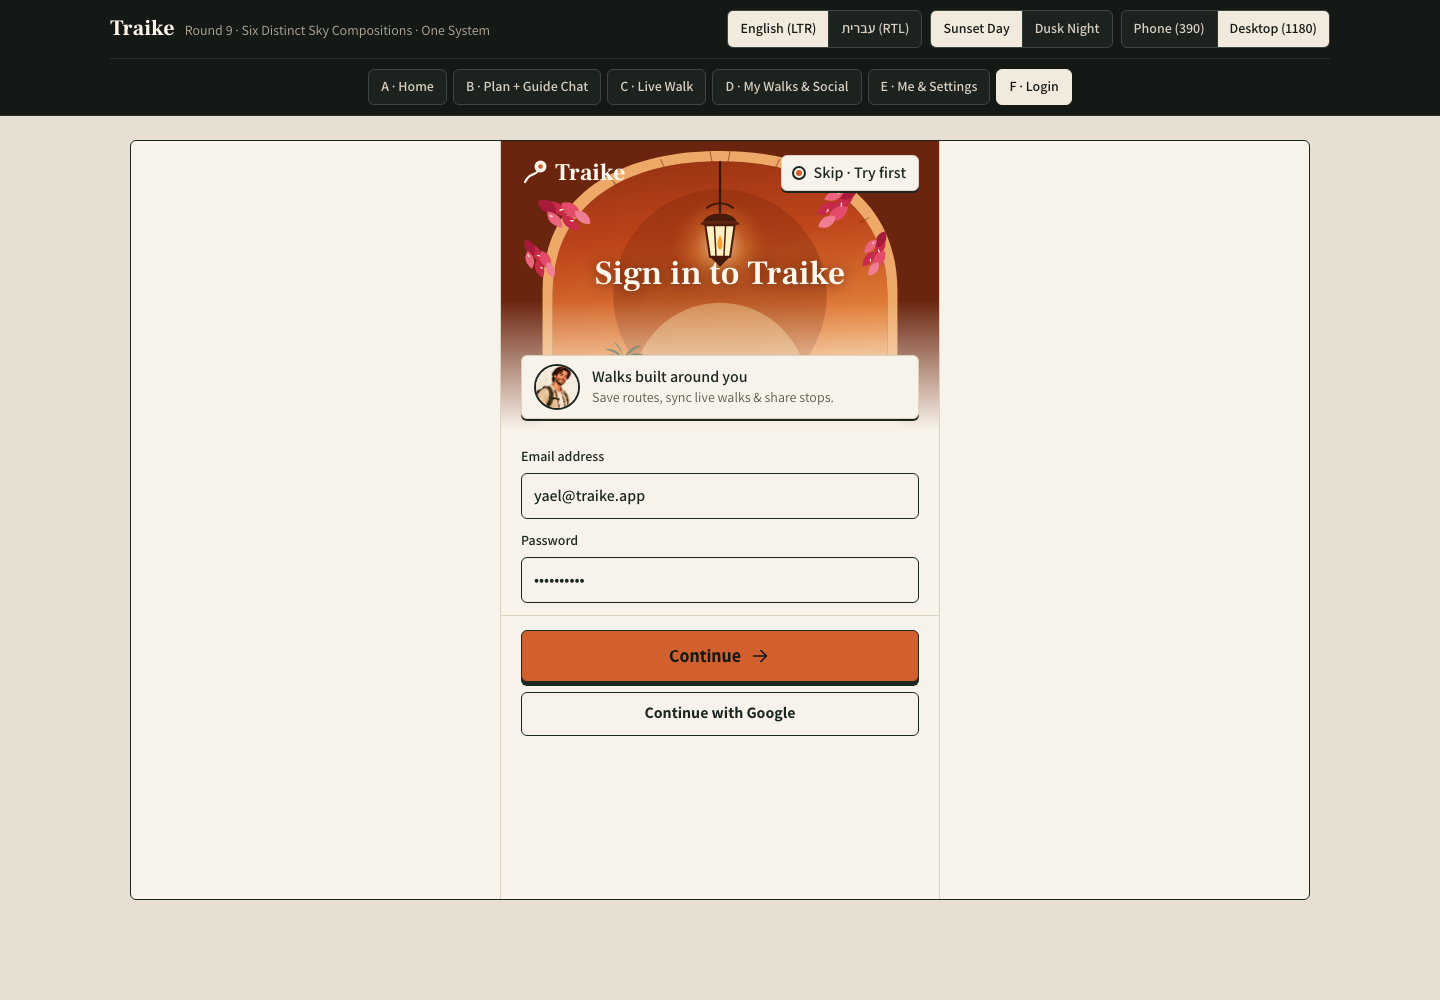 Traike Round 9 · Six Distinct Sky Compositions · One System
English (LTR) עברית (RTL) Sunset Day Dusk Night Phone (390) Desktop (1180)
A · Home B · Plan + Guide Chat C · Live Walk D · My Walks & Social E · Me & Settings F · Login
Traike Skip · Try first
Sign in to Traike
Walks built around you
Save routes, sync live walks & share stops.
Email address
yael@traike.app
Password
••••••••••
Continue →
Continue with Google